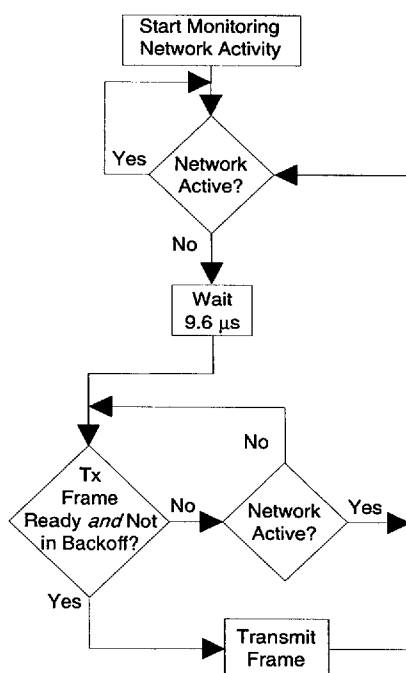 Start Monitoring
Network Activity
Yes
Network
Active?
No
Wait
9.6 µs
No
Tx
Frame
Ready and Not
in Backoff?
No
Network
Active?
Yes
Yes
Transmit
Frame